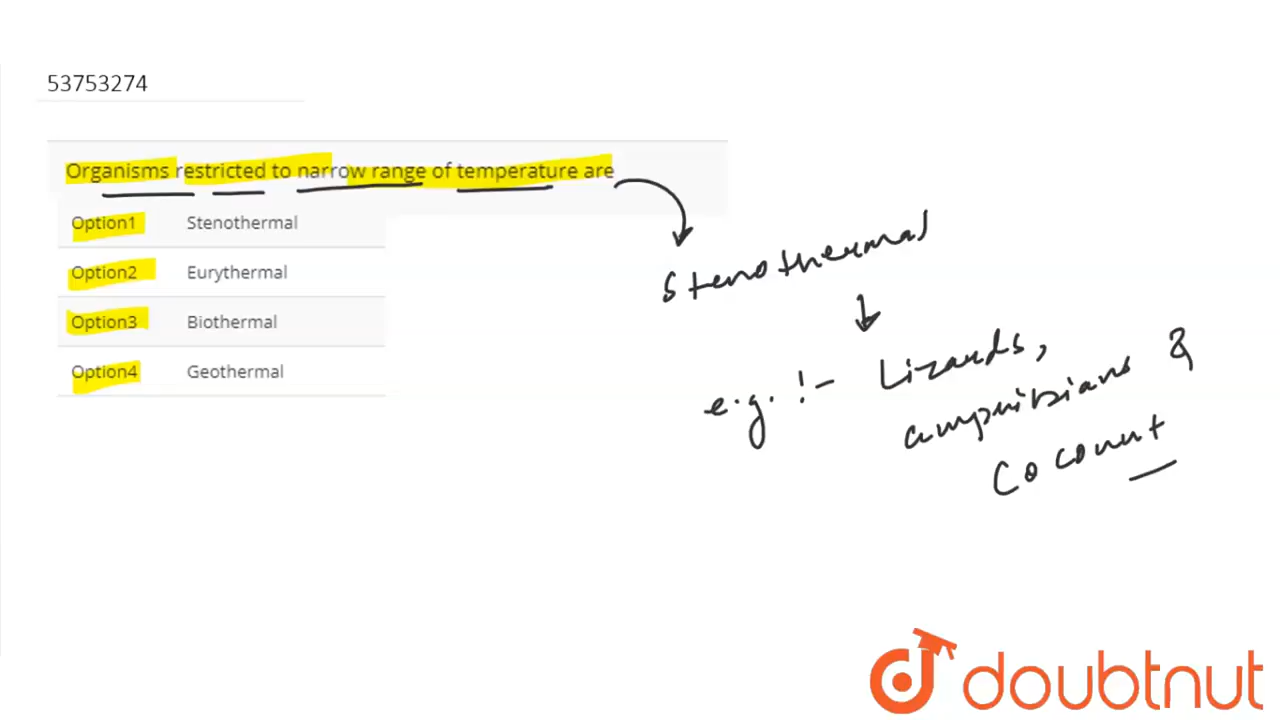 53753274
Organisms restricted to narrow range of temperature are
Option1 Stenothermal
Option2 Eurythermal
Option3 Biothermal
Option4 Geothermal
Stenothermal
e.g. :- Lizards,
amphibians &
Coconut
doubtnut